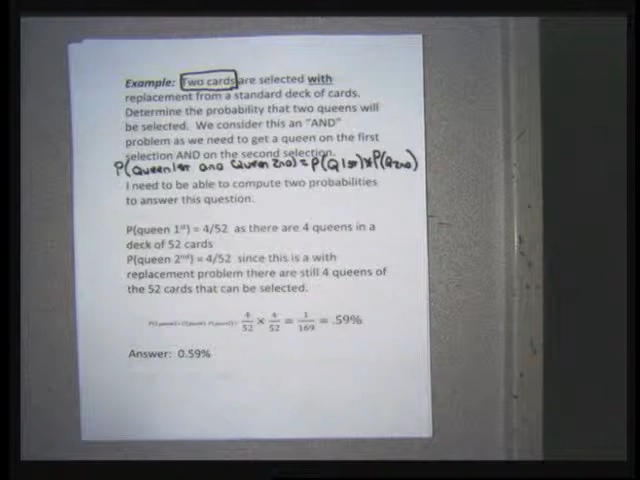 Example: Two cards are selected with
replacement from a standard deck of cards.
Determine the probability that two queens will
be selected. We consider this an "AND"
problem as we need to get a queen on the first
selection AND on the second selection.
P(Queen 1st and Queen 2nd) = P(Q 1st) x P(Q 2nd)
I need to be able to compute two probabilities
to answer this question.
P(queen 1st) = 4/52 as there are 4 queens in a
deck of 52 cards
P(queen 2nd) = 4/52 since this is a with
replacement problem there are still 4 queens of
the 52 cards that can be selected.
4/52 × 4/52 = 1/169 = .59%
Answer: 0.59%